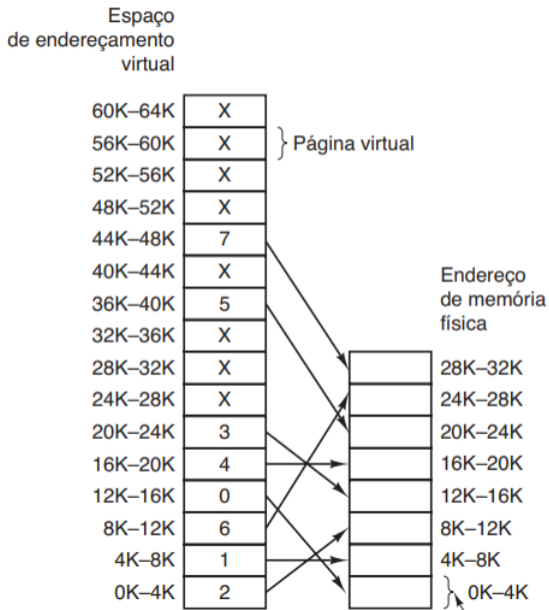 Espaço
de endereçamento
virtual
60K–64K X
56K–60K X Página virtual
52K–56K X
48K–52K X
44K–48K 7
40K–44K X
36K–40K 5
32K–36K X
28K–32K X
24K–28K X
20K–24K 3
16K–20K 4
12K–16K 0
8K–12K 6
4K–8K 1
0K–4K 2
Endereço
de memória
física
28K–32K
24K–28K
20K–24K
16K–20K
12K–16K
8K–12K
4K–8K
0K–4K